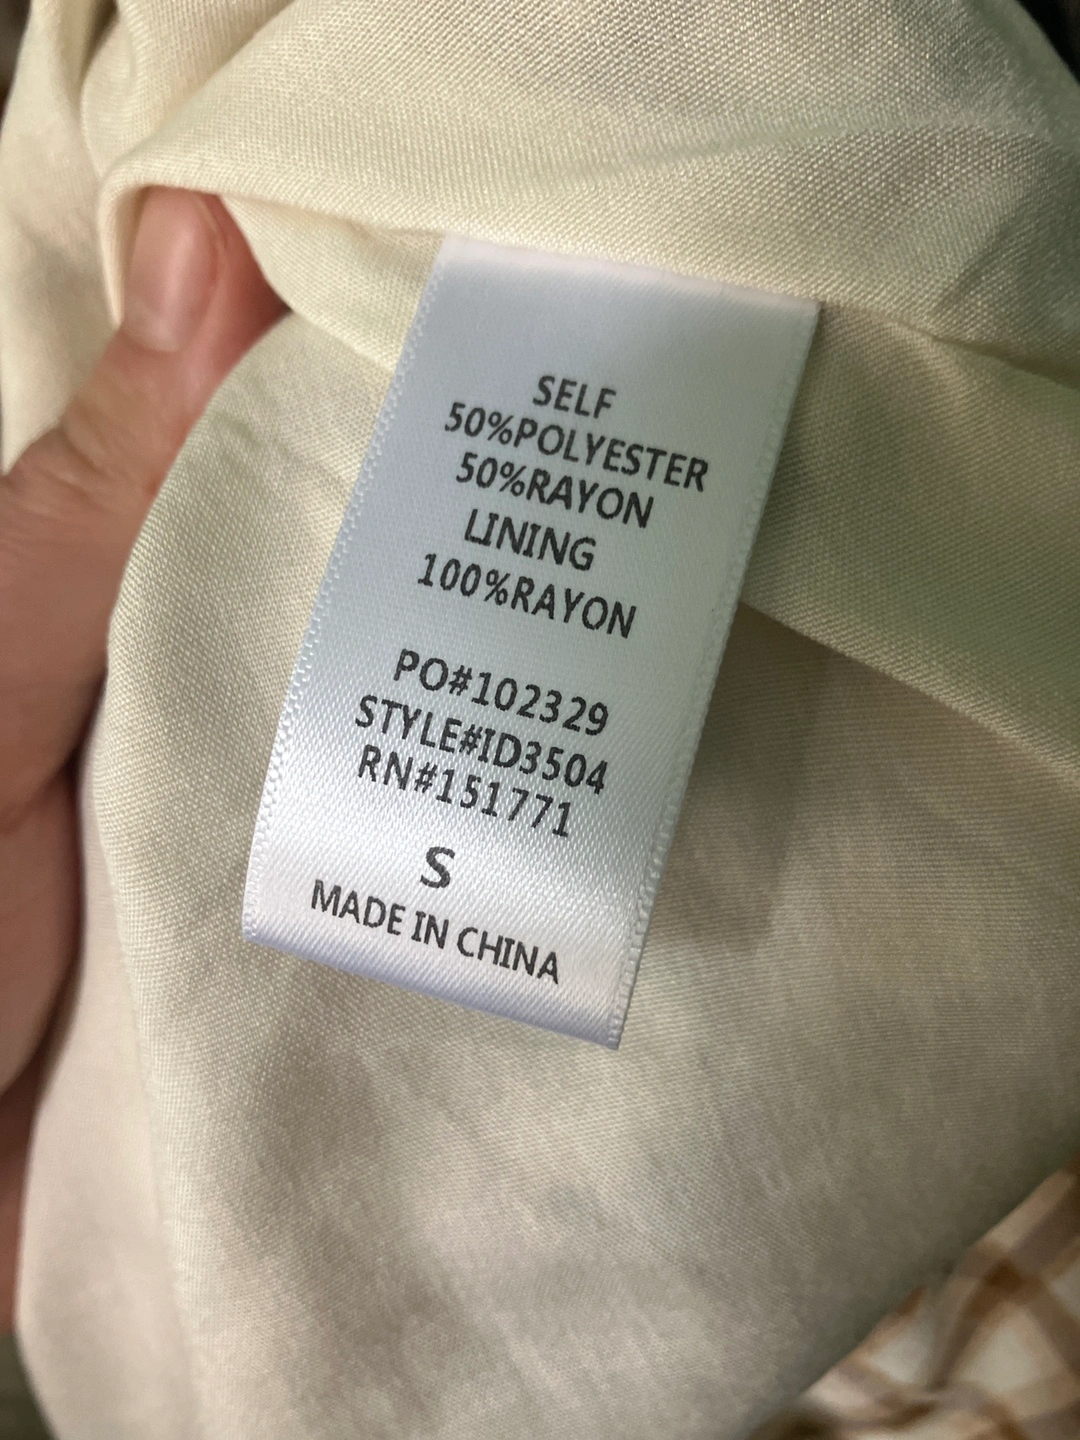 SELF
50%POLYESTER
50%RAYON
LINING
100%RAYON
PO#102329
STYLE#ID3504
RN#151771
S
MADE IN CHINA